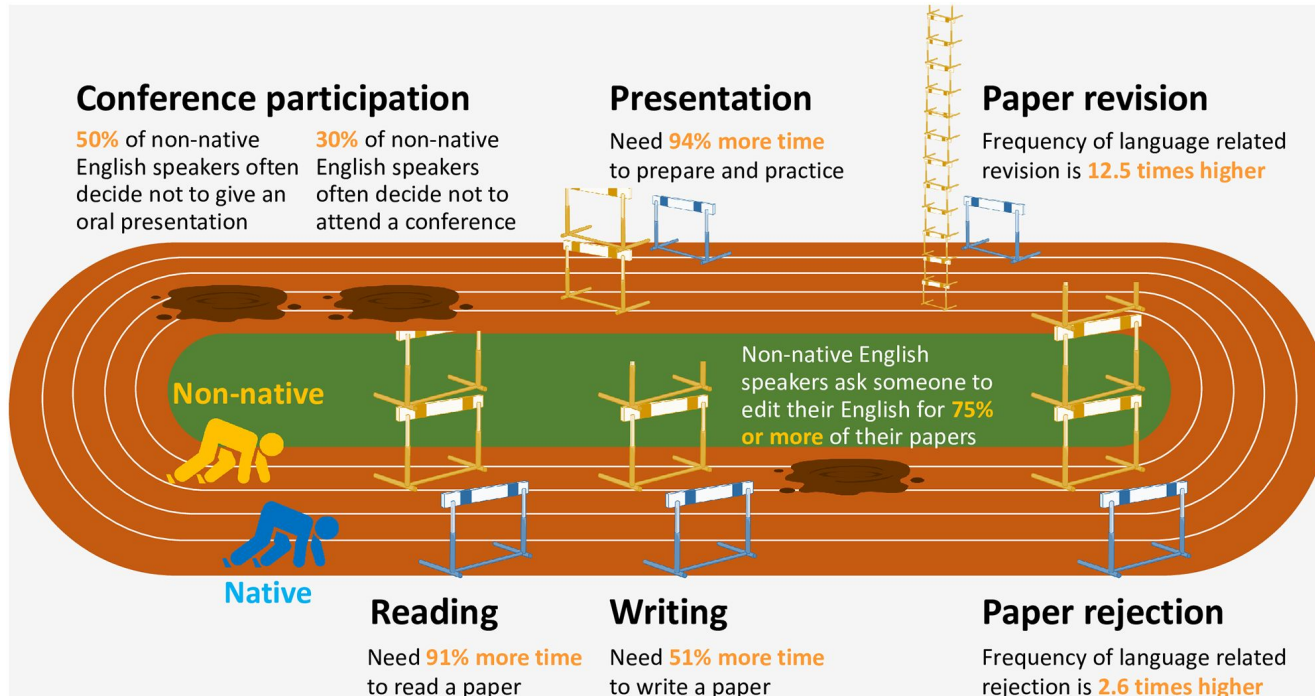 Conference participation
50% of non-native
English speakers often
decide not to give an
oral presentation
30% of non-native
English speakers
often decide not to
attend a conference
Presentation
Need 94% more time
to prepare and practice
Paper revision
Frequency of language related
revision is 12.5 times higher
Non-native
Non-native English
speakers ask someone to
edit their English for 75%
or more of their papers
Native
Reading
Need 91% more time
to read a paper
Writing
Need 51% more time
to write a paper
Paper rejection
Frequency of language related
rejection is 2.6 times higher